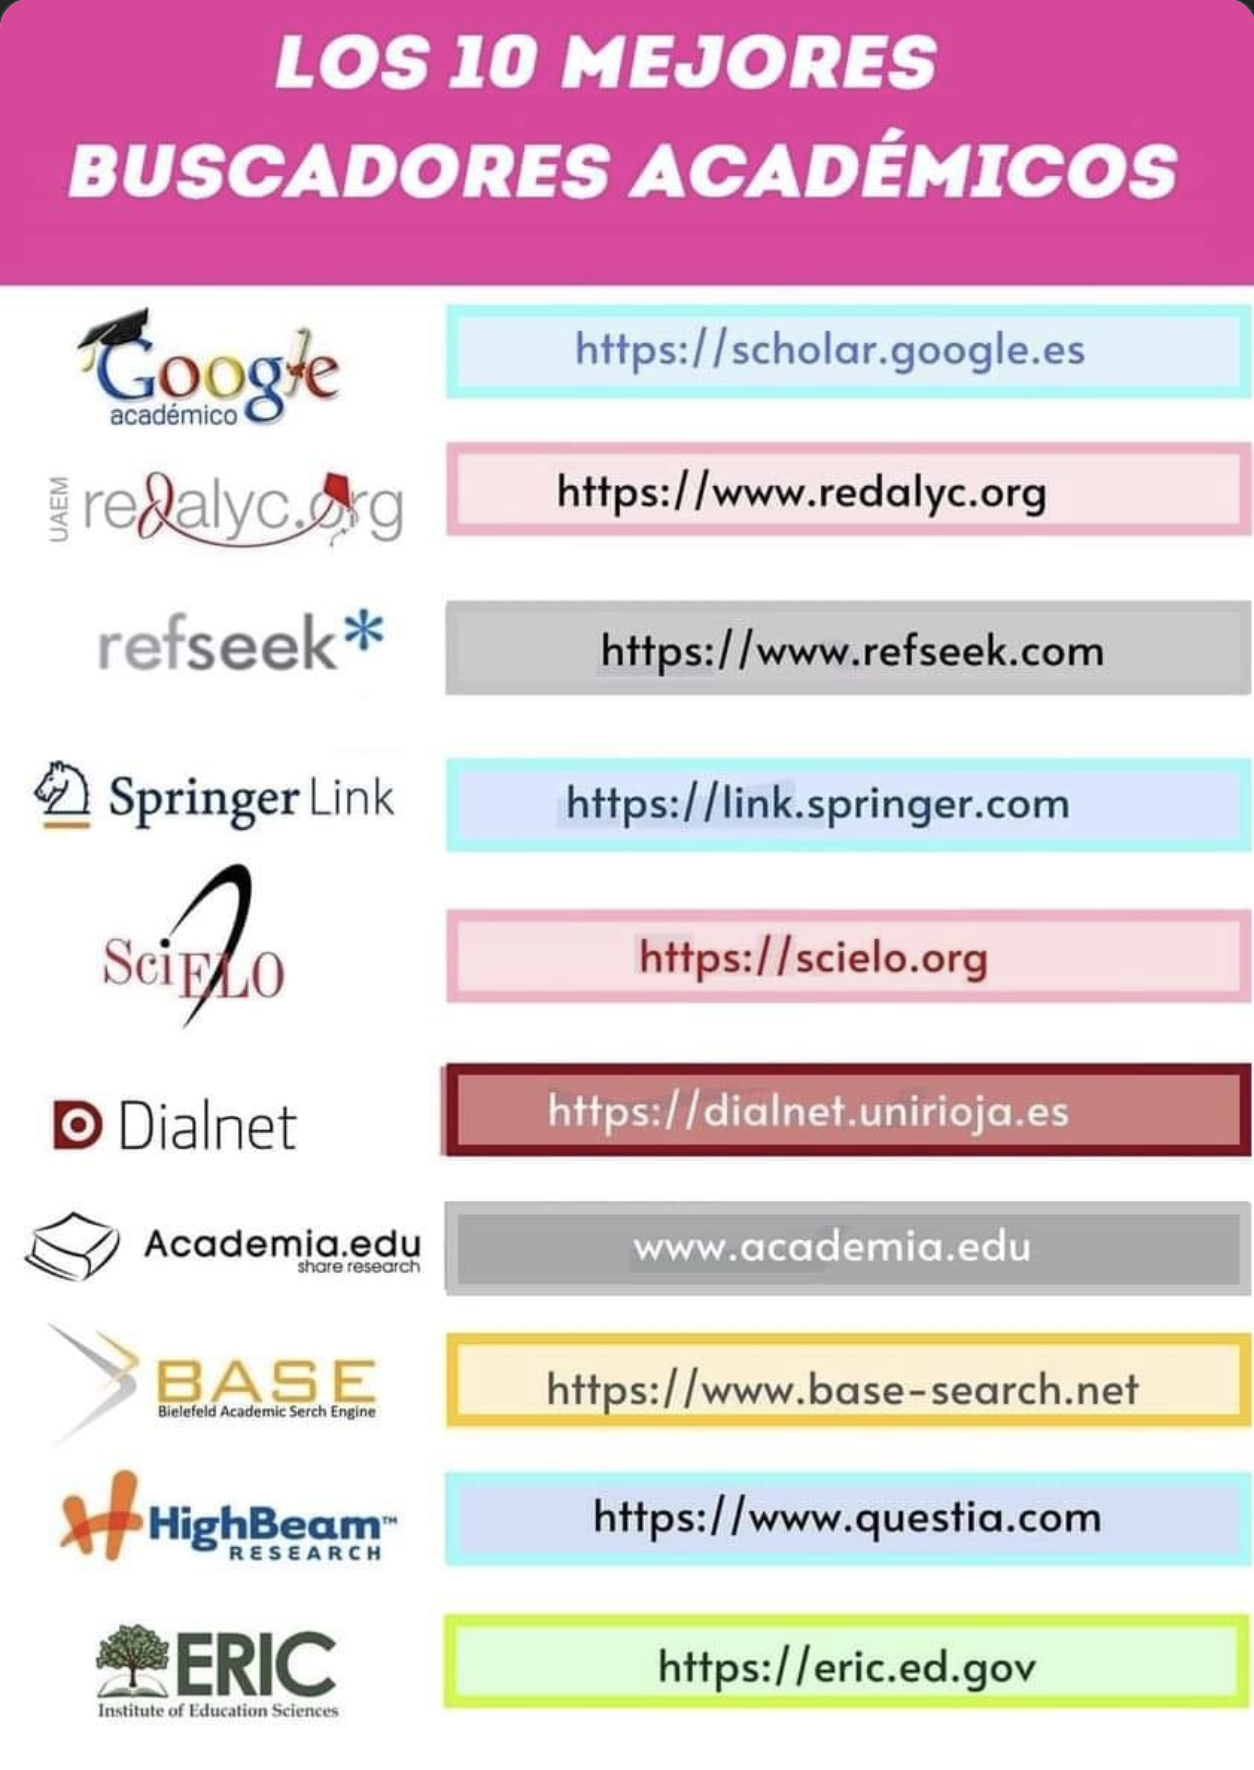 LOS 10 MEJORES
BUSCADORES ACADÉMICOS
Google
académico
https://scholar.google.es
UAEM
redalyc.org
https://www.redalyc.org
refseek*
https://www.refseek.com
Springer Link
https://link.springer.com
SciELO
https://scielo.org
Dialnet
https://dialnet.unirioja.es
Academia.edu
share research
www.academia.edu
BASE
Bielefeld Academic Serch Engine
https://www.base-search.net
HighBeam™
RESEARCH
https://www.questia.com
ERIC
Institute of Education Sciences
https://eric.ed.gov